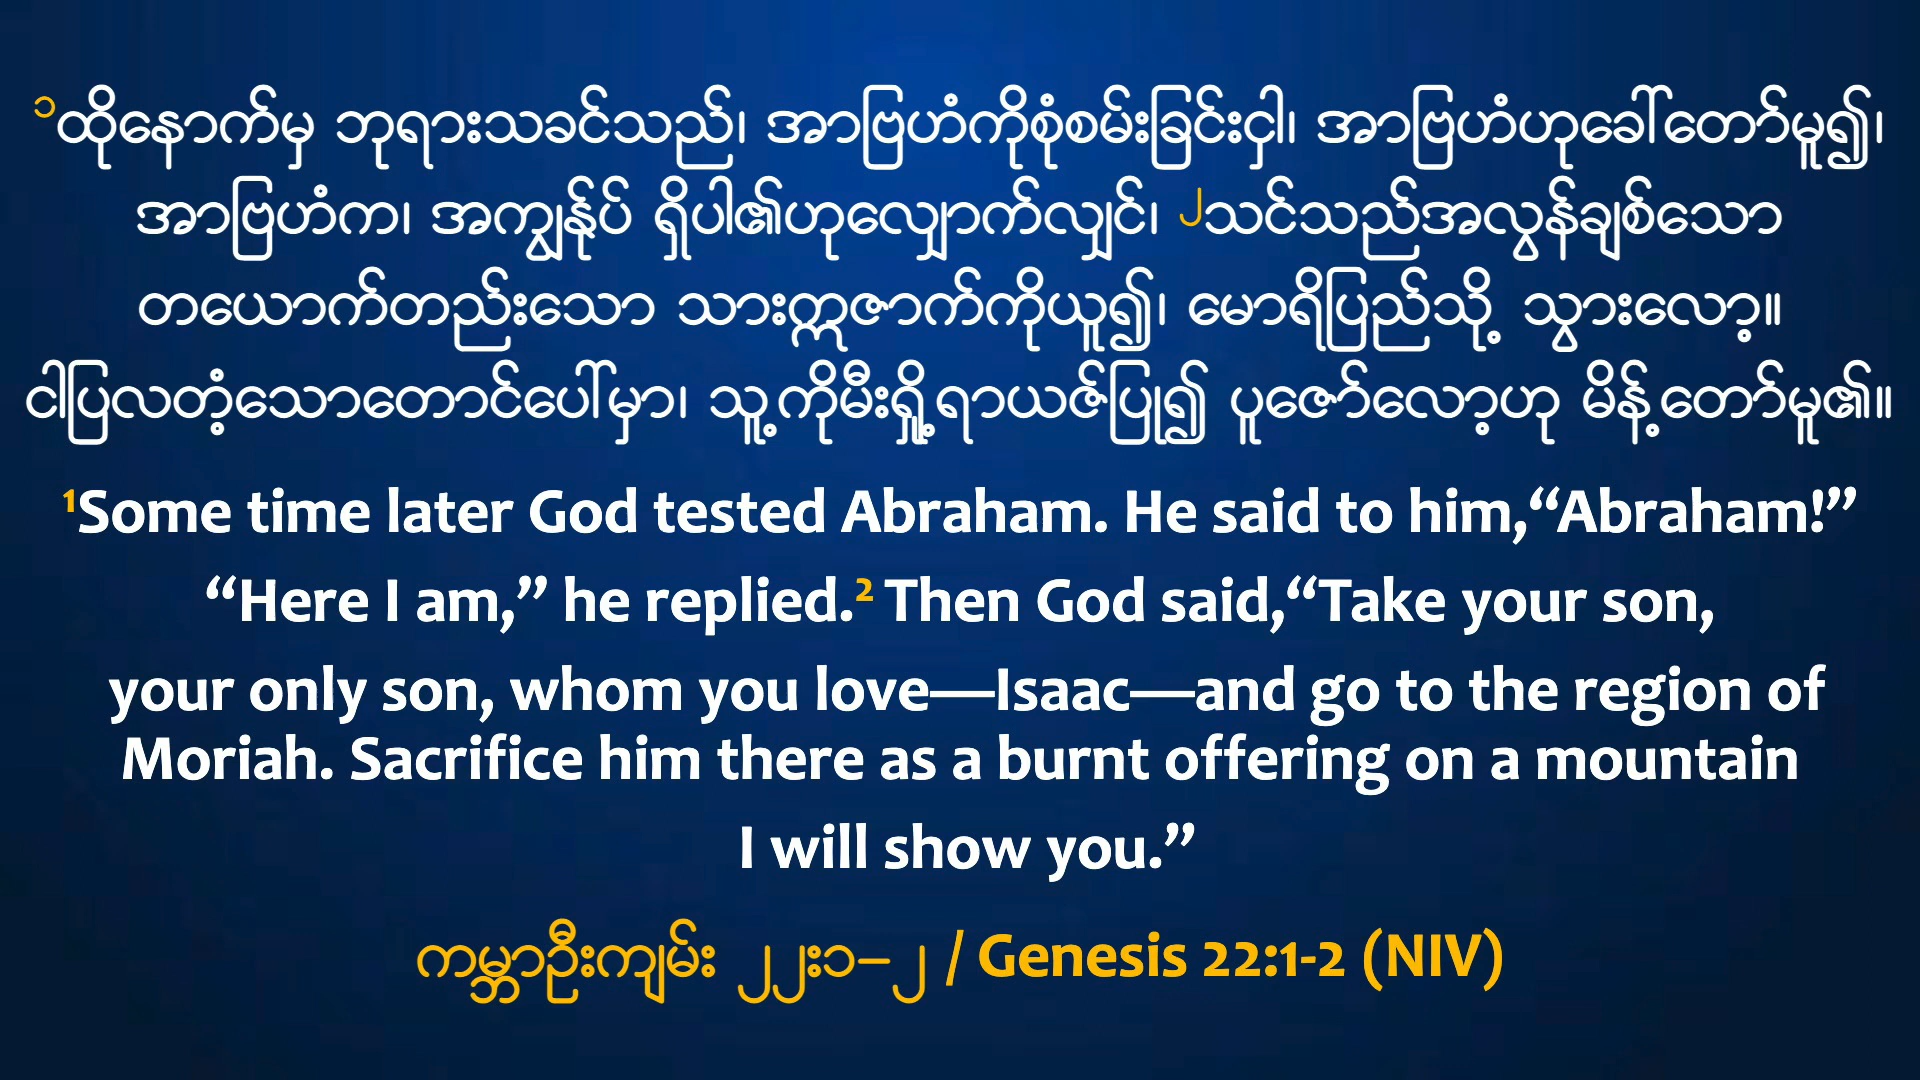 ၁ထိုနောက်မှ ဘုရားသခင်သည်၊ အာဗြဟံကိုစုံစမ်းခြင်းငှါ၊ အာဗြဟံဟုခေါ်တော်မူ၍၊
အာဗြဟံက၊ အကျွန်ုပ် ရှိပါ၏ဟုလျှောက်လျှင်၊ ၂သင်သည်အလွန်ချစ်သော
တယောက်တည်းသော သားဣဇာက်ကိုယူ၍၊ မောရိပြည်သို့ သွားလော့။
ငါပြလတံ့သောတောင်ပေါ်မှာ၊ သူ့ကိုမီးရှို့ရာယဇ်ပြု၍ ပူဇော်လော့ဟု မိန့်တော်မူ၏။
¹Some time later God tested Abraham. He said to him,“Abraham!”
“Here I am,” he replied.² Then God said,“Take your son,
your only son, whom you love—Isaac—and go to the region of
Moriah. Sacrifice him there as a burnt offering on a mountain
I will show you.”
ကမ္ဘာဦးကျမ်း ၂၂း၁–၂ / Genesis 22:1-2 (NIV)